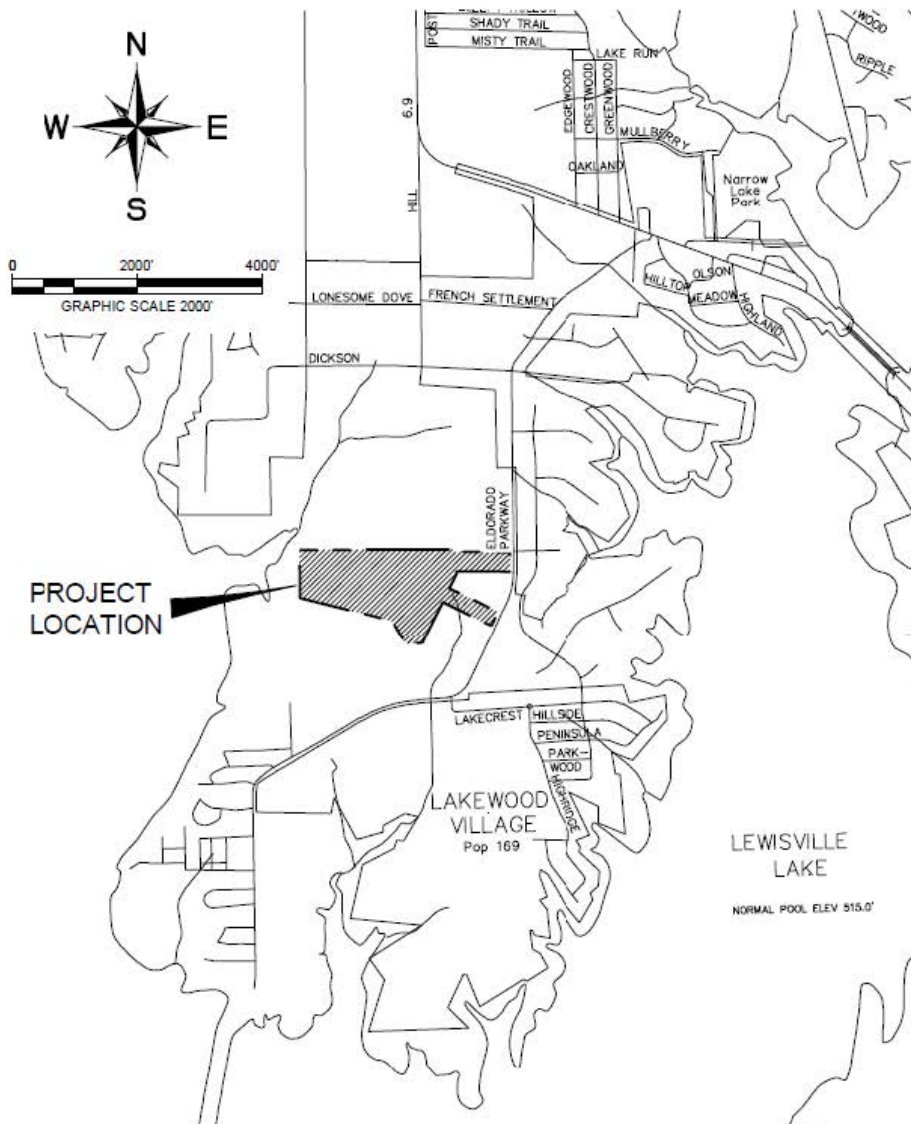 N
W E
S
0 2000' 4000'
GRAPHIC SCALE 2000'
POST
SHADY TRAIL
MISTY TRAIL
LAKE RUN
EDGEWOOD
CRESTWOOD
GREENWOOD
MULLBERRY
OAKLAND
Narrow
Lake
Park
RIPPLE
6.9
HILL
HILLTOP
OLSON
MEADOW
HIGHLAND
LONESOME DOVE
FRENCH SETTLEMENT
DICKSON
ELDORADO
PARKWAY
PROJECT
LOCATION
LAKECREST
HILLSIDE
PENINSULA
PARK-
WOOD
HIGHRIDGE
LAKEWOOD
VILLAGE
Pop 169
LEWISVILLE
LAKE
NORMAL POOL ELEV 515.0'